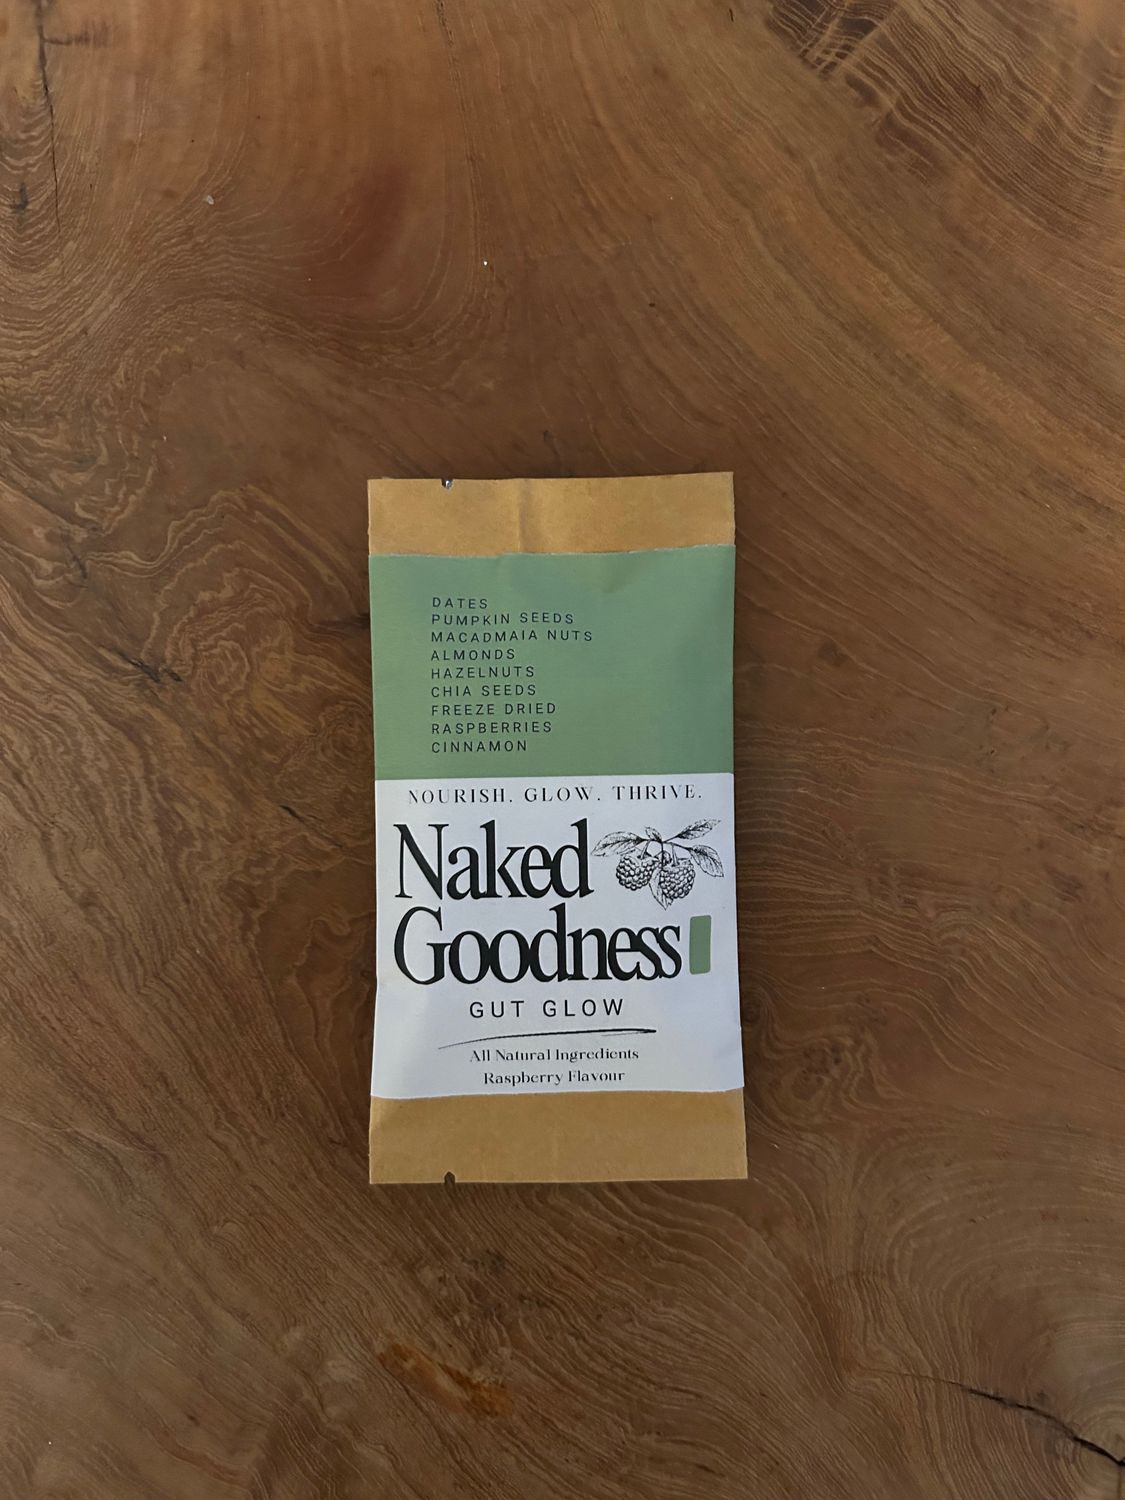 DATES
PUMPKIN SEEDS
MACADMAIA NUTS
ALMONDS
HAZELNUTS
CHIA SEEDS
FREEZE DRIED
RASPBERRIES
CINNAMON
NOURISH. GLOW. THRIVE.
Naked
Goodness
GUT GLOW
All Natural Ingredients
Raspberry Flavour